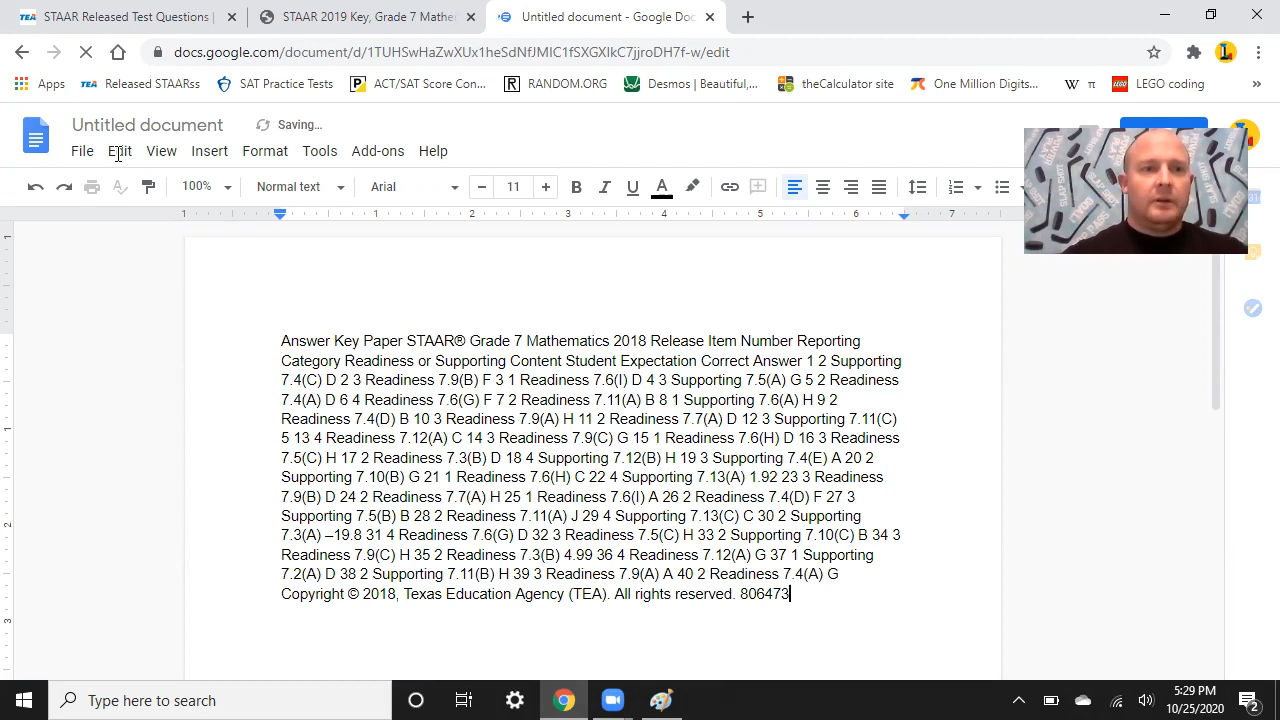 TEA STAAR Released Test Questions |
STAAR 2019 Key, Grade 7 Mathe
Untitled document - Google Doc
docs.google.com/document/d/1TUHSwHaZwXUx1heSdNfJMIC1fSXGXIkC7jjroDH7f-w/edit
Apps
TEA Released STAARss
SAT Practice Tests
P ACT/SAT Score Con...
R RANDOM.ORG
Desmos | Beautiful,...
theCalculator site
One Million Digits...
W π
LEGO coding
»
Untitled document
Saving...
File Edit View Insert Format Tools Add-ons Help
100% Normal text Arial 11 B I U A
1 1 2 3 4 5 6 7
Answer Key Paper STAAR® Grade 7 Mathematics 2018 Release Item Number Reporting
Category Readiness or Supporting Content Student Expectation Correct Answer 1 2 Supporting
7.4(C) D 2 3 Readiness 7.9(B) F 3 1 Readiness 7.6(I) D 4 3 Supporting 7.5(A) G 5 2 Readiness
7.4(A) D 6 4 Readiness 7.6(G) F 7 2 Readiness 7.11(A) B 8 1 Supporting 7.6(A) H 9 2
Readiness 7.4(D) B 10 3 Readiness 7.9(A) H 11 2 Readiness 7.7(A) D 12 3 Supporting 7.11(C)
5 13 4 Readiness 7.12(A) C 14 3 Readiness 7.9(C) G 15 1 Readiness 7.6(H) D 16 3 Readiness
7.5(C) H 17 2 Readiness 7.3(B) D 18 4 Supporting 7.12(B) H 19 3 Supporting 7.4(E) A 20 2
Supporting 7.10(B) G 21 1 Readiness 7.6(H) C 22 4 Supporting 7.13(A) 1.92 23 3 Readiness
7.9(B) D 24 2 Readiness 7.7(A) H 25 1 Readiness 7.6(I) A 26 2 Readiness 7.4(D) F 27 3
Supporting 7.5(B) B 28 2 Readiness 7.11(A) J 29 4 Supporting 7.13(C) C 30 2 Supporting
7.3(A) –19.8 31 4 Readiness 7.6(G) D 32 3 Readiness 7.5(C) H 33 2 Supporting 7.10(C) B 34 3
Readiness 7.9(C) H 35 2 Readiness 7.3(B) 4.99 36 4 Readiness 7.12(A) G 37 1 Supporting
7.2(A) D 38 2 Supporting 7.11(B) H 39 3 Readiness 7.9(A) A 40 2 Readiness 7.4(A) G
Copyright © 2018, Texas Education Agency (TEA). All rights reserved. 806473
Type here to search
5:29 PM
10/25/2020
2